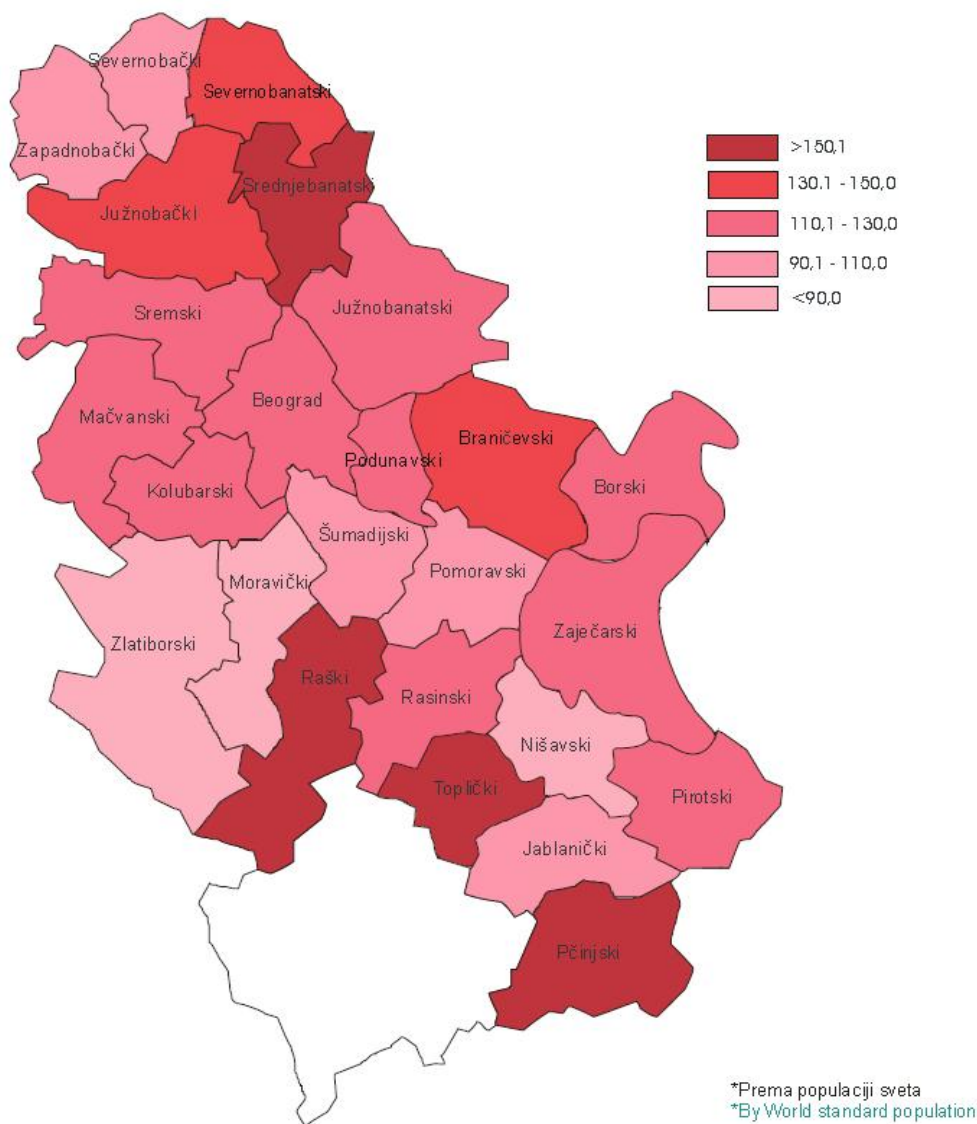 Severnobački
Severnobanatski
Zapadnobački
Srednjebanatski
Južnobački
Sremski
Južnobanatski
Mačvanski
Beograd
Podunavski
Braničevski
Kolubarski
Borski
Šumadijski
Moravički
Pomoravski
Zlatiborski
Zaječarski
Raški
Rasinski
Nišavski
Toplički
Pirotski
Jablanički
Pčinjski
>150,1
130.1 - 150,0
110,1 - 130,0
90,1 - 110,0
<90,0
*Prema populaciji sveta
*By World standard population